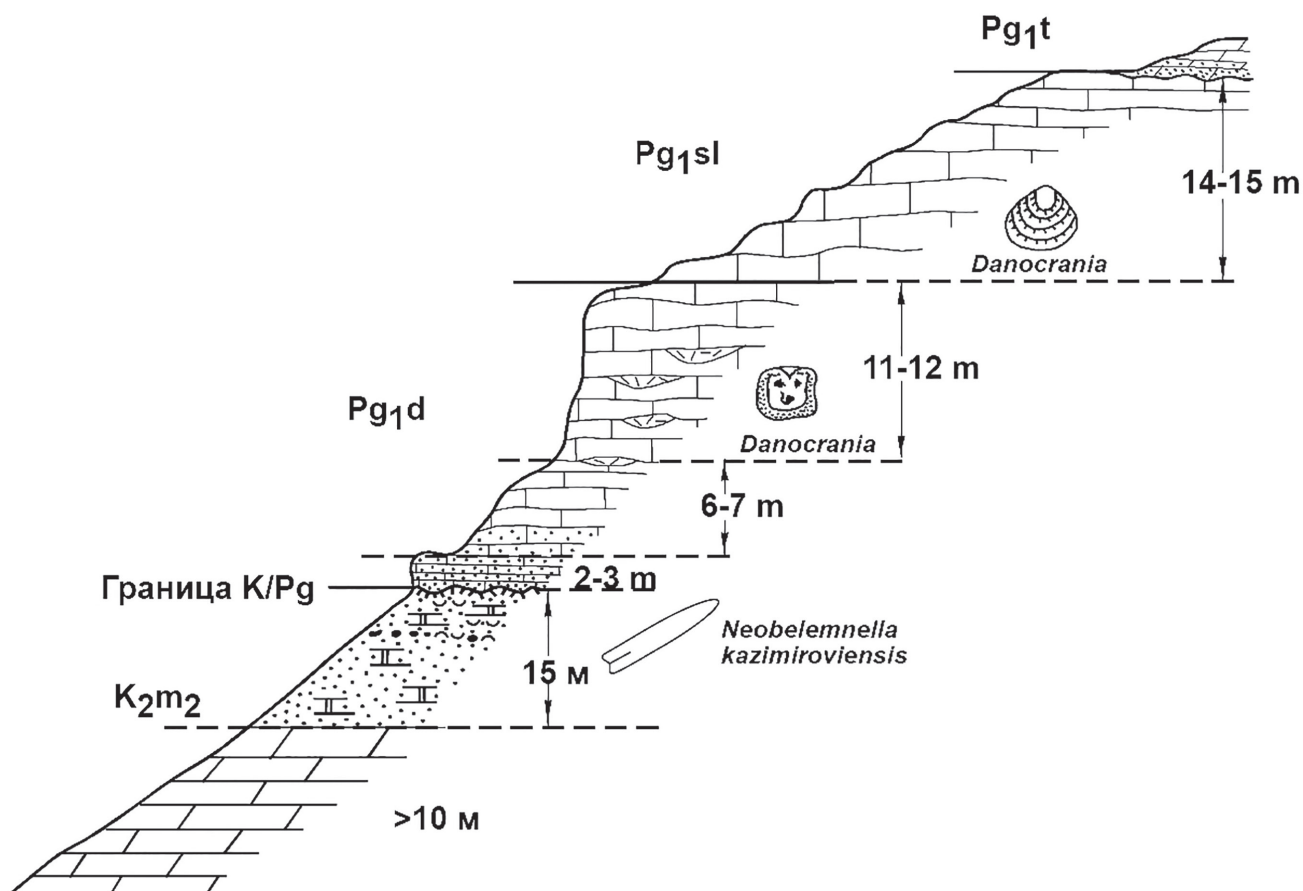 Pg₁t
Pg₁sl
14-15 m
Danocrania
11-12 m
Pg₁d
Danocrania
6-7 m
Граница K/Pg
2-3 m
Neobelemnella
kazimiroviensis
15 м
K₂m₂
>10 м